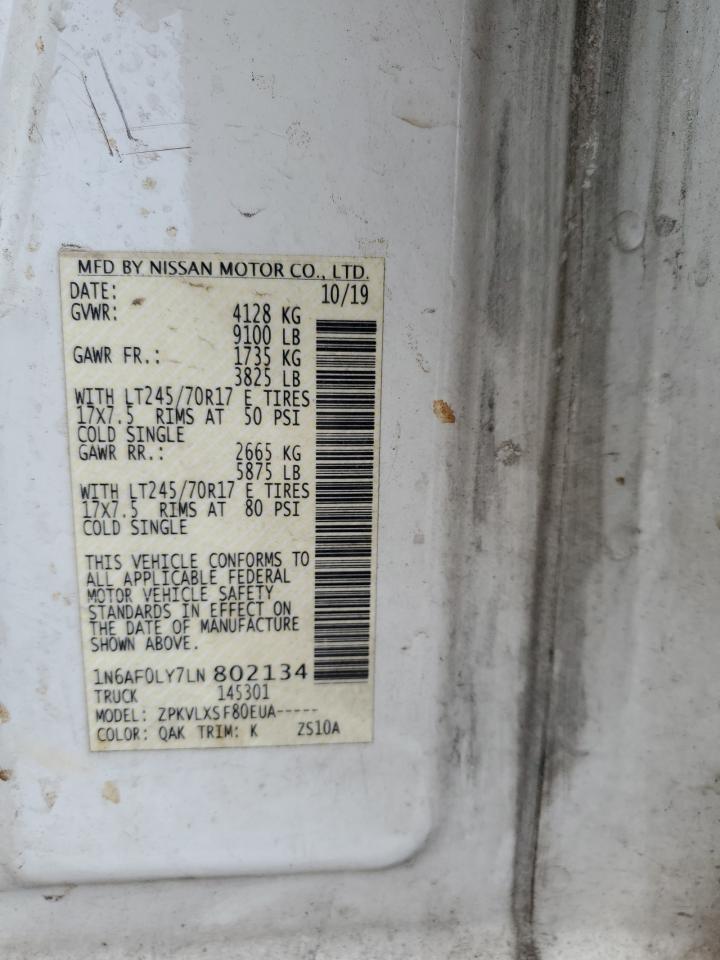 MFD BY NISSAN MOTOR CO., LTD.
DATE: 10/19
GVWR: 4128 KG
9100 LB
GAWR FR.: 1735 KG
3825 LB
WITH LT245/70R17 E TIRES
17X7.5 RIMS AT 50 PSI
COLD SINGLE
GAWR RR.: 2665 KG
5875 LB
WITH LT245/70R17 E TIRES
17X7.5 RIMS AT 80 PSI
COLD SINGLE
THIS VEHICLE CONFORMS TO
ALL APPLICABLE FEDERAL
MOTOR VEHICLE SAFETY
STANDARDS IN EFFECT ON
THE DATE OF MANUFACTURE
SHOWN ABOVE.
1N6AF0LY7LN 802134
TRUCK 145301
MODEL: ZPKVLXSF80EUA-----
COLOR: QAK TRIM: K ZS10A